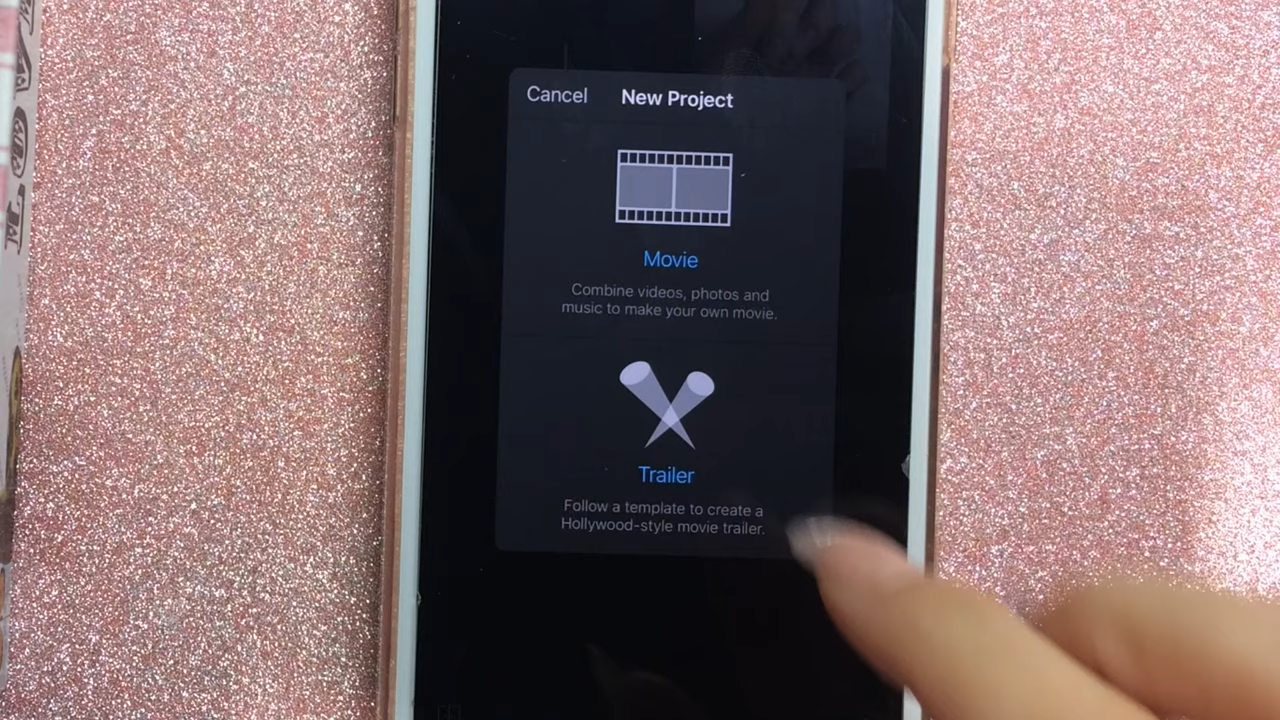 Cancel New Project
Movie
Combine videos, photos and
music to make your own movie.
Trailer
Follow a template to create a
Hollywood-style movie trailer.